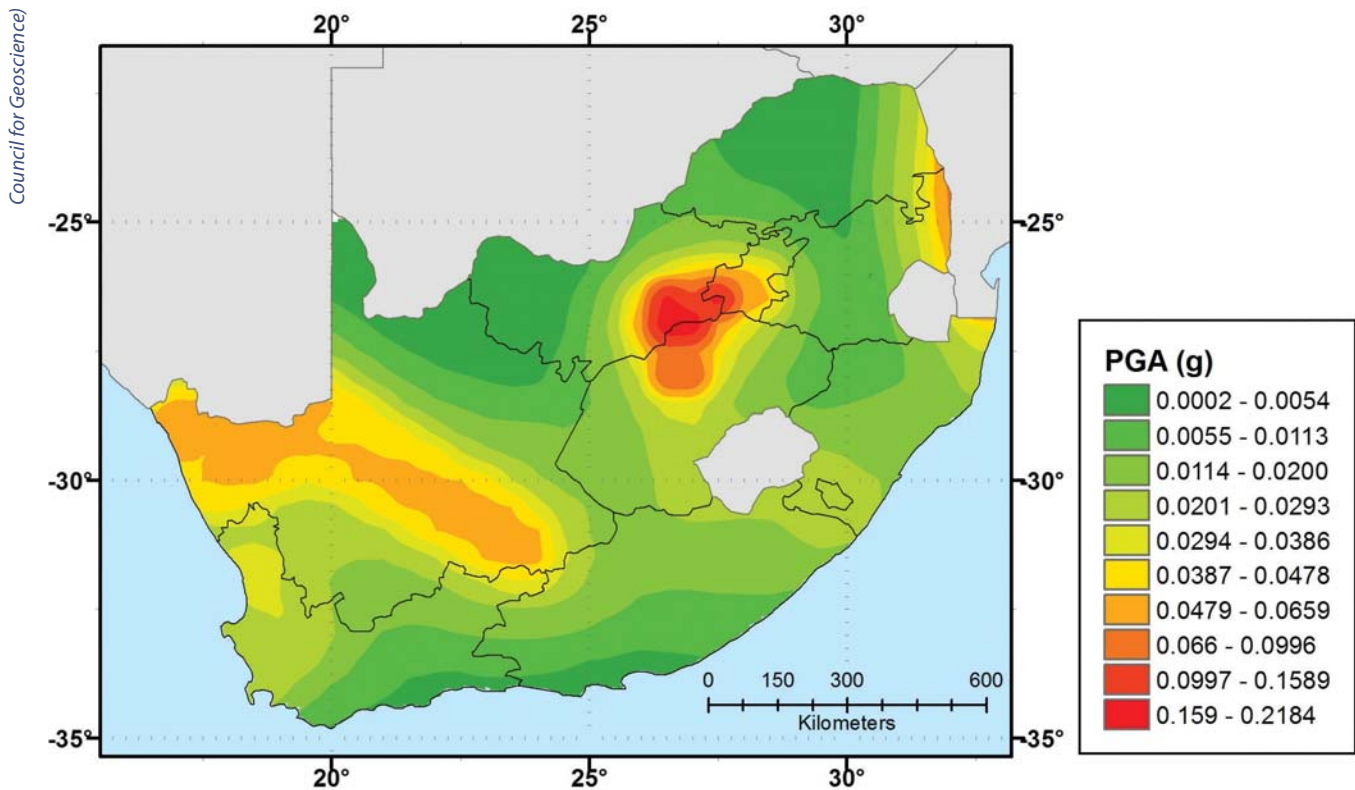 Council for Geoscience)
20° 25° 30°
-25° -25°
-30° -30°
-35° -35°
0 150 300 600
Kilometers
20° 25° 30°
PGA (g)
0.0002 - 0.0054
0.0055 - 0.0113
0.0114 - 0.0200
0.0201 - 0.0293
0.0294 - 0.0386
0.0387 - 0.0478
0.0479 - 0.0659
0.066 - 0.0996
0.0997 - 0.1589
0.159 - 0.2184